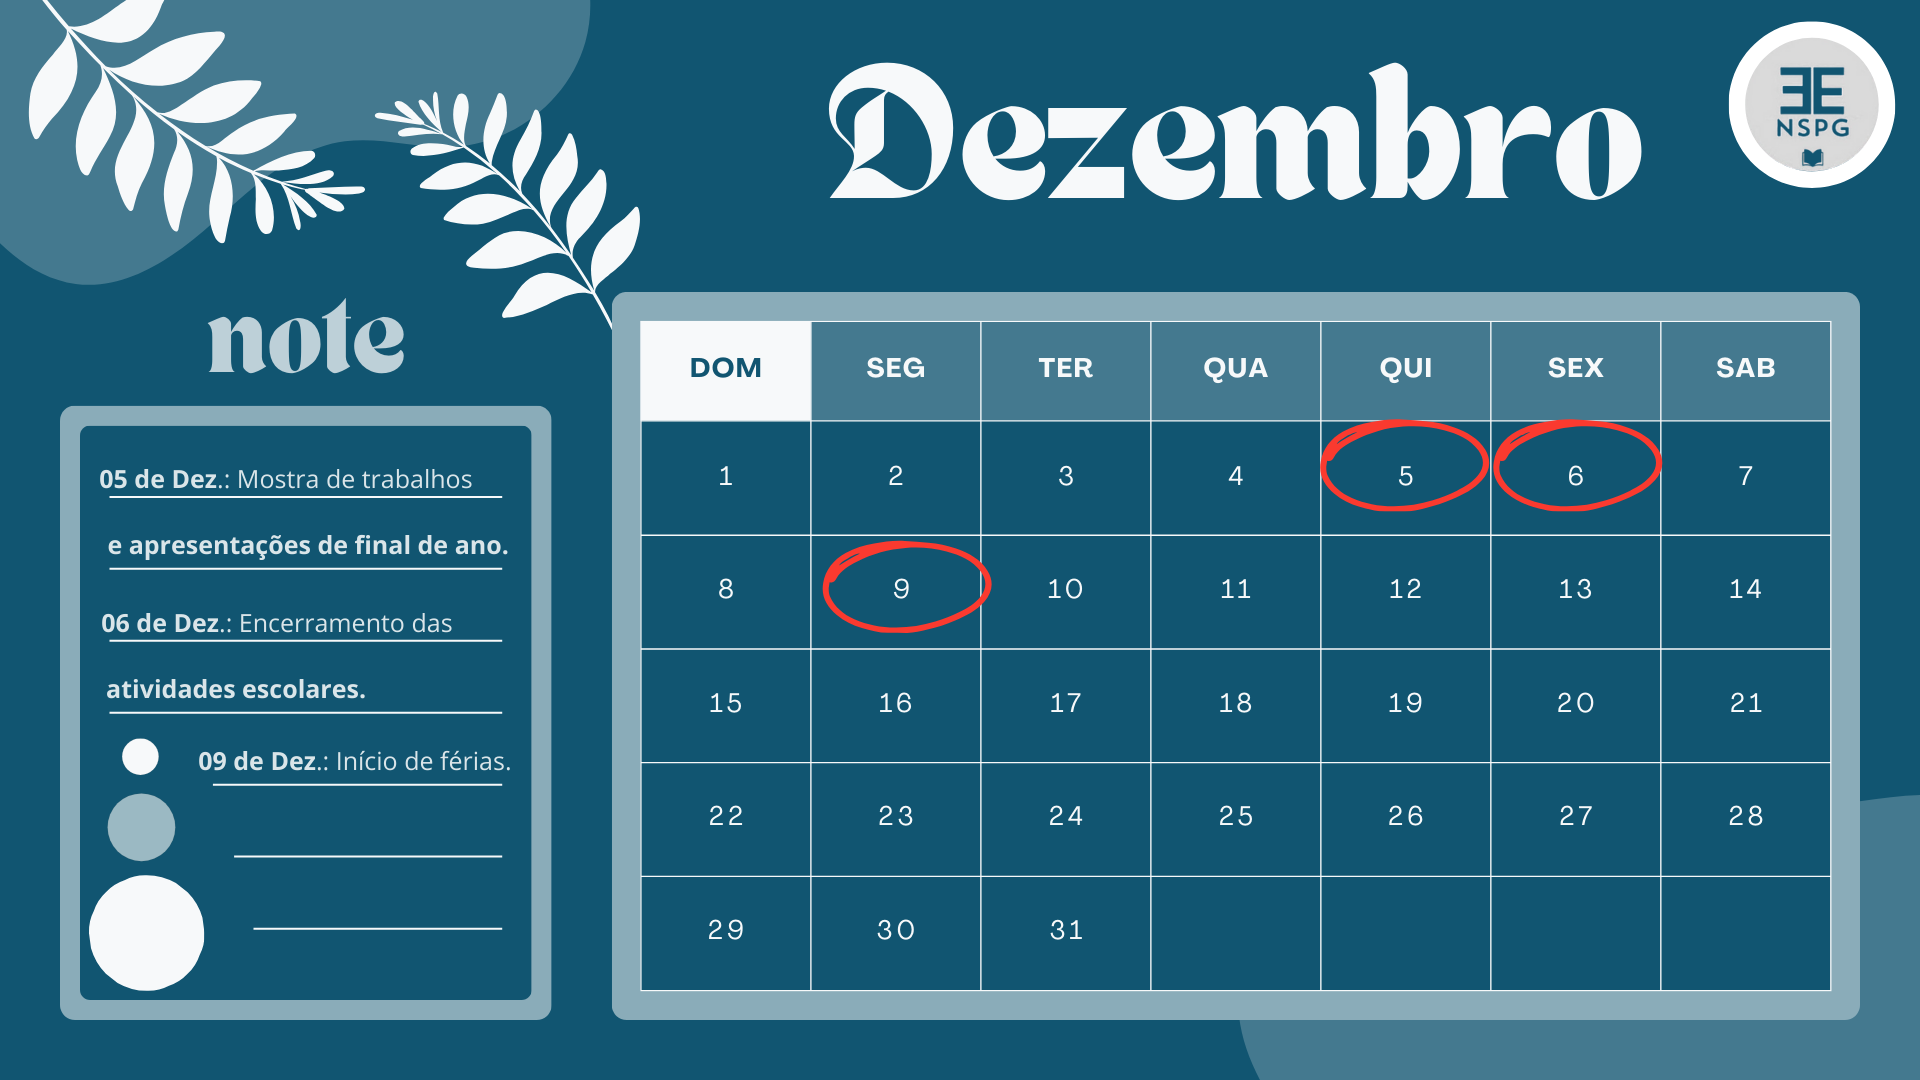 Dezembro
EE
NSPG
note
05 de Dez.: Mostra de trabalhos
e apresentações de final de ano.
06 de Dez.: Encerramento das
atividades escolares.
09 de Dez.: Início de férias.
DOM SEG TER QUA QUI SEX SAB
1 2 3 4 5 6 7
8 9 10 11 12 13 14
15 16 17 18 19 20 21
22 23 24 25 26 27 28
29 30 31